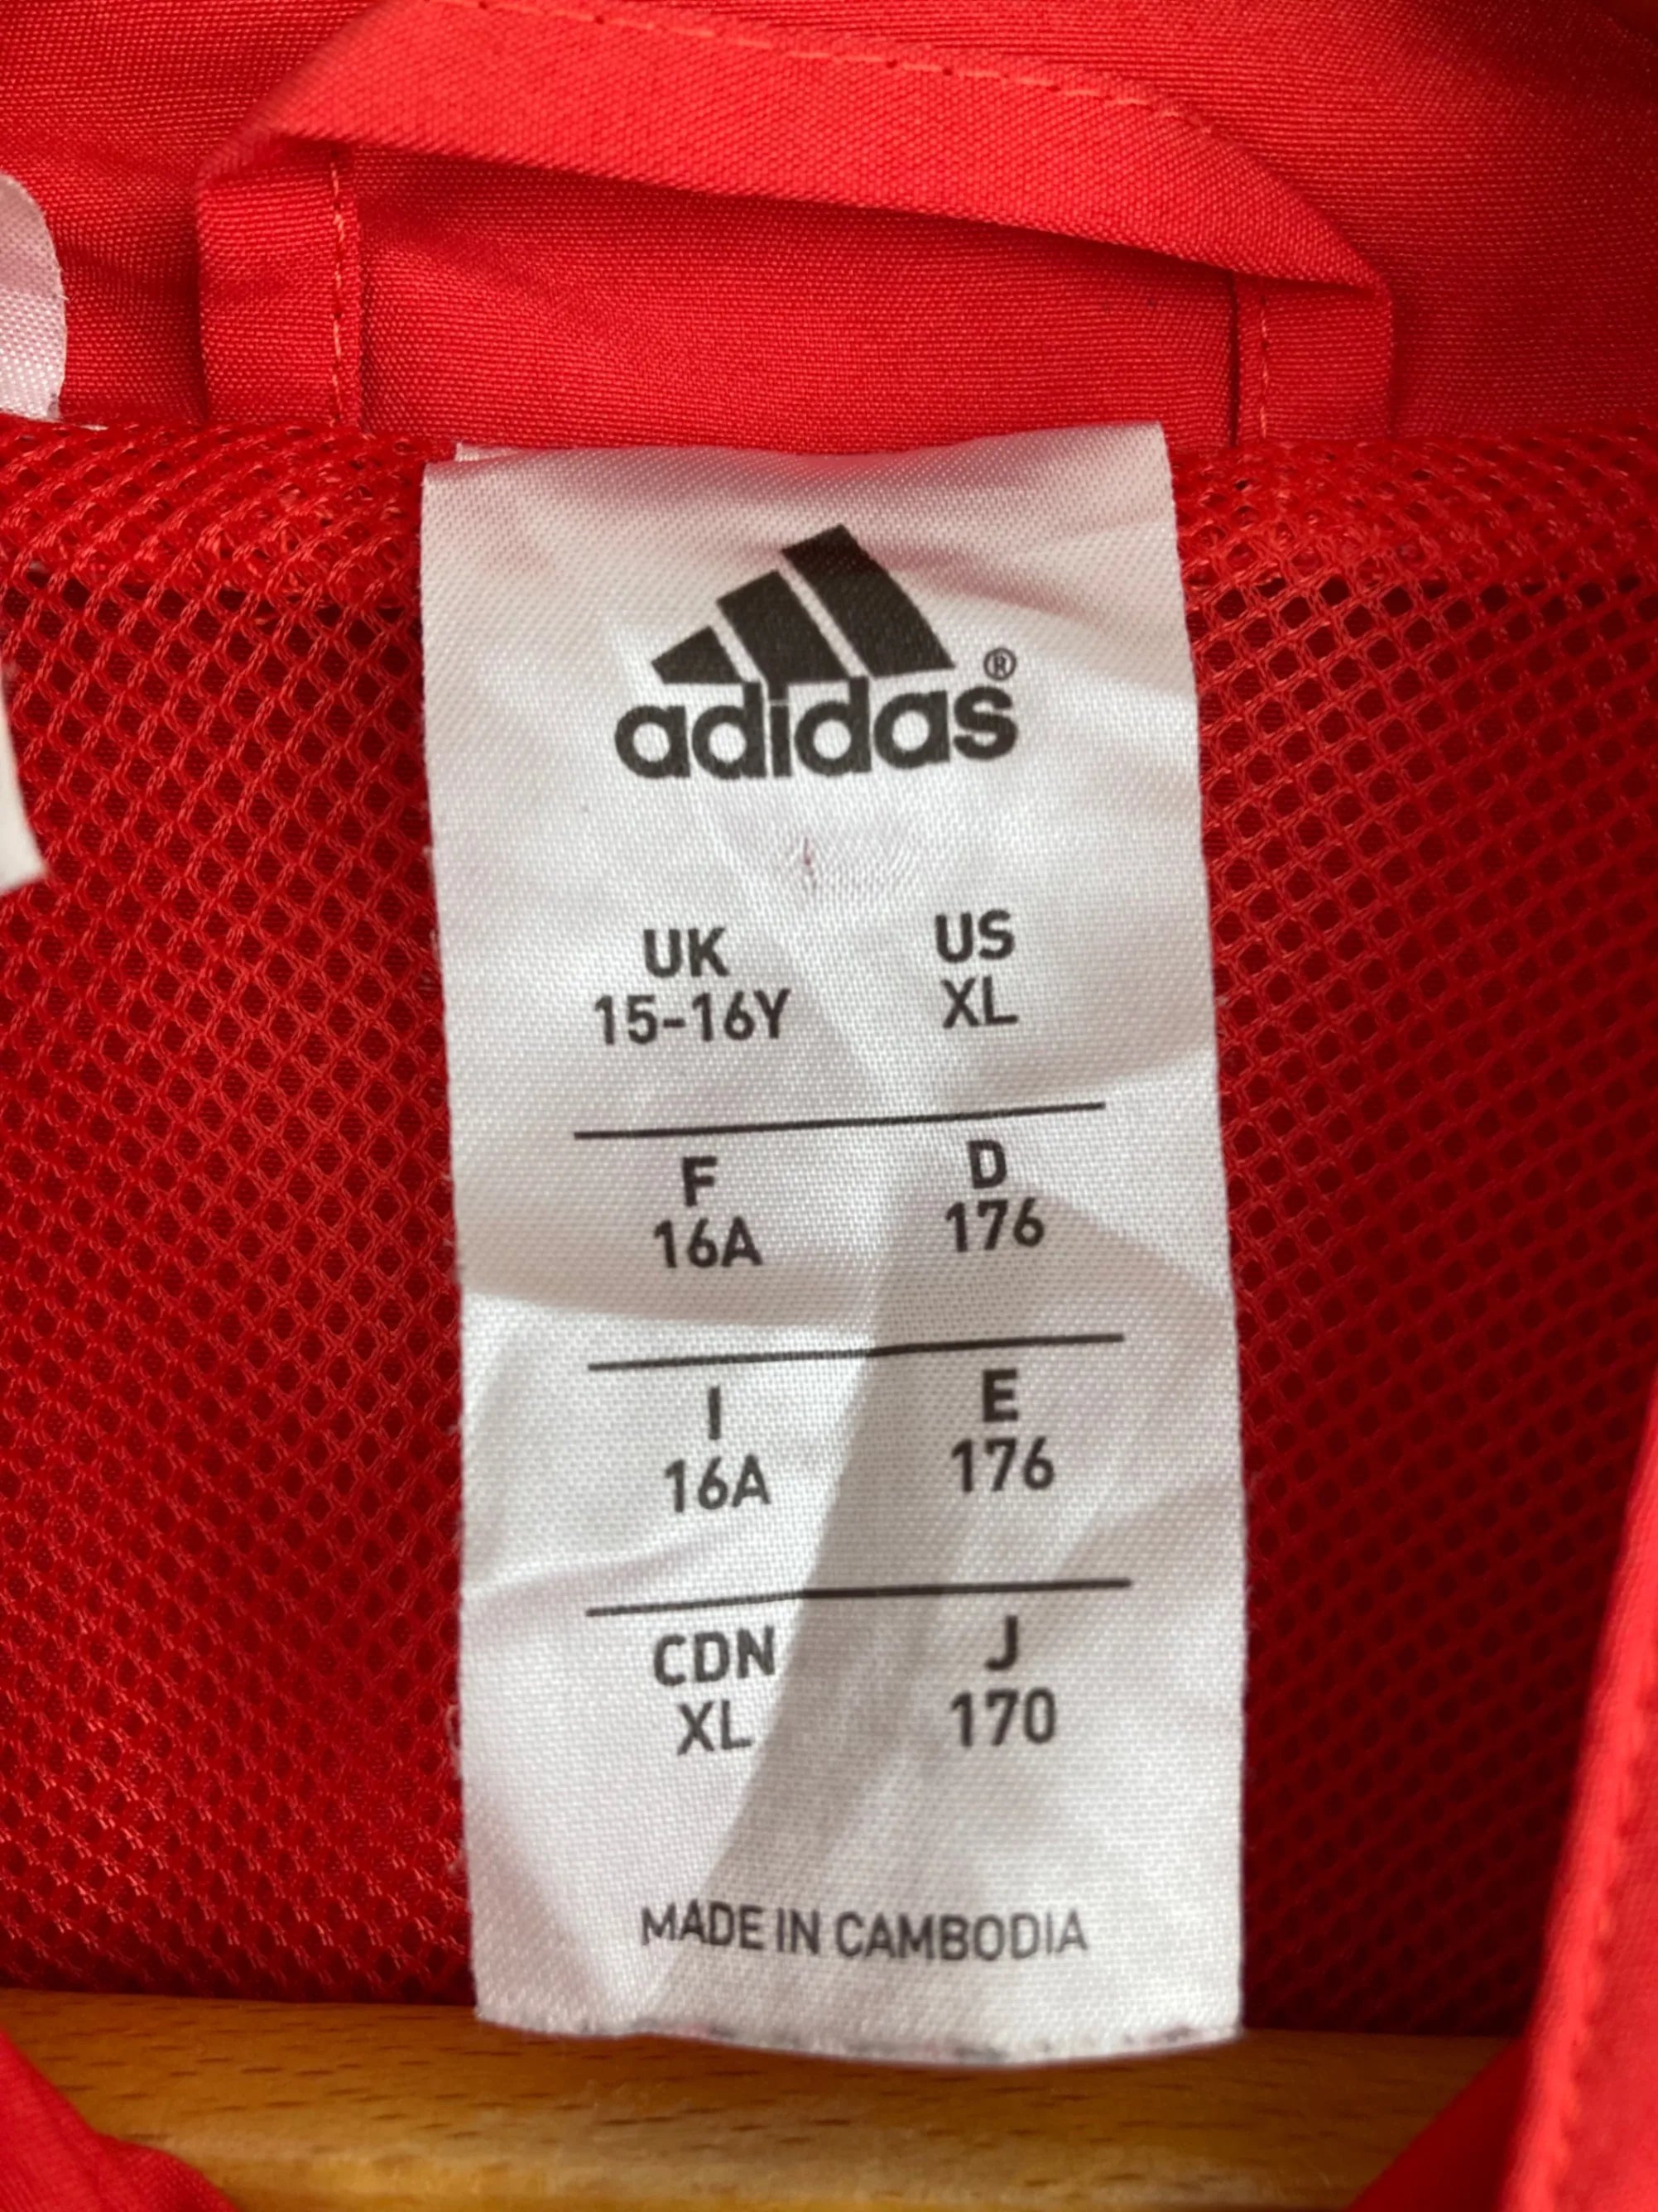 adidas®
UK US
15-16Y XL
F D
16A 176
I E
16A 176
CDN J
XL 170
MADE IN CAMBODIA